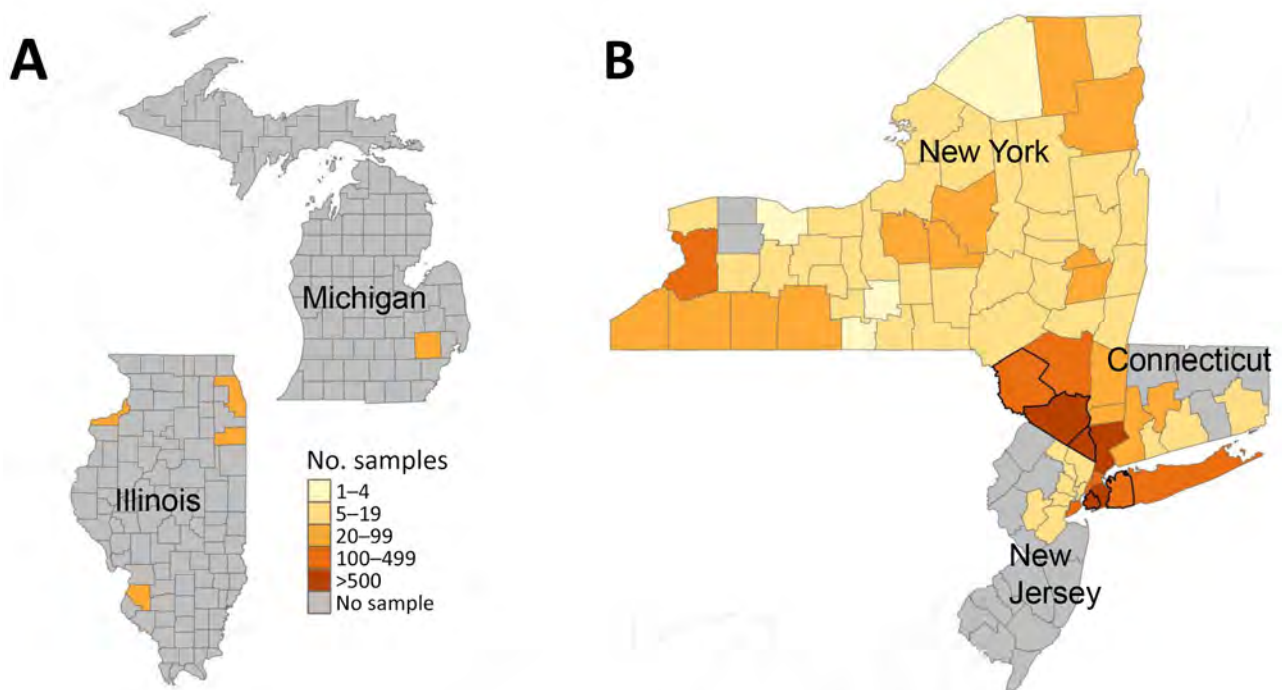 A
Michigan
Illinois
No. samples
1–4
5–19
20–99
100–499
>500
No sample
B
New York
Connecticut
New
Jersey